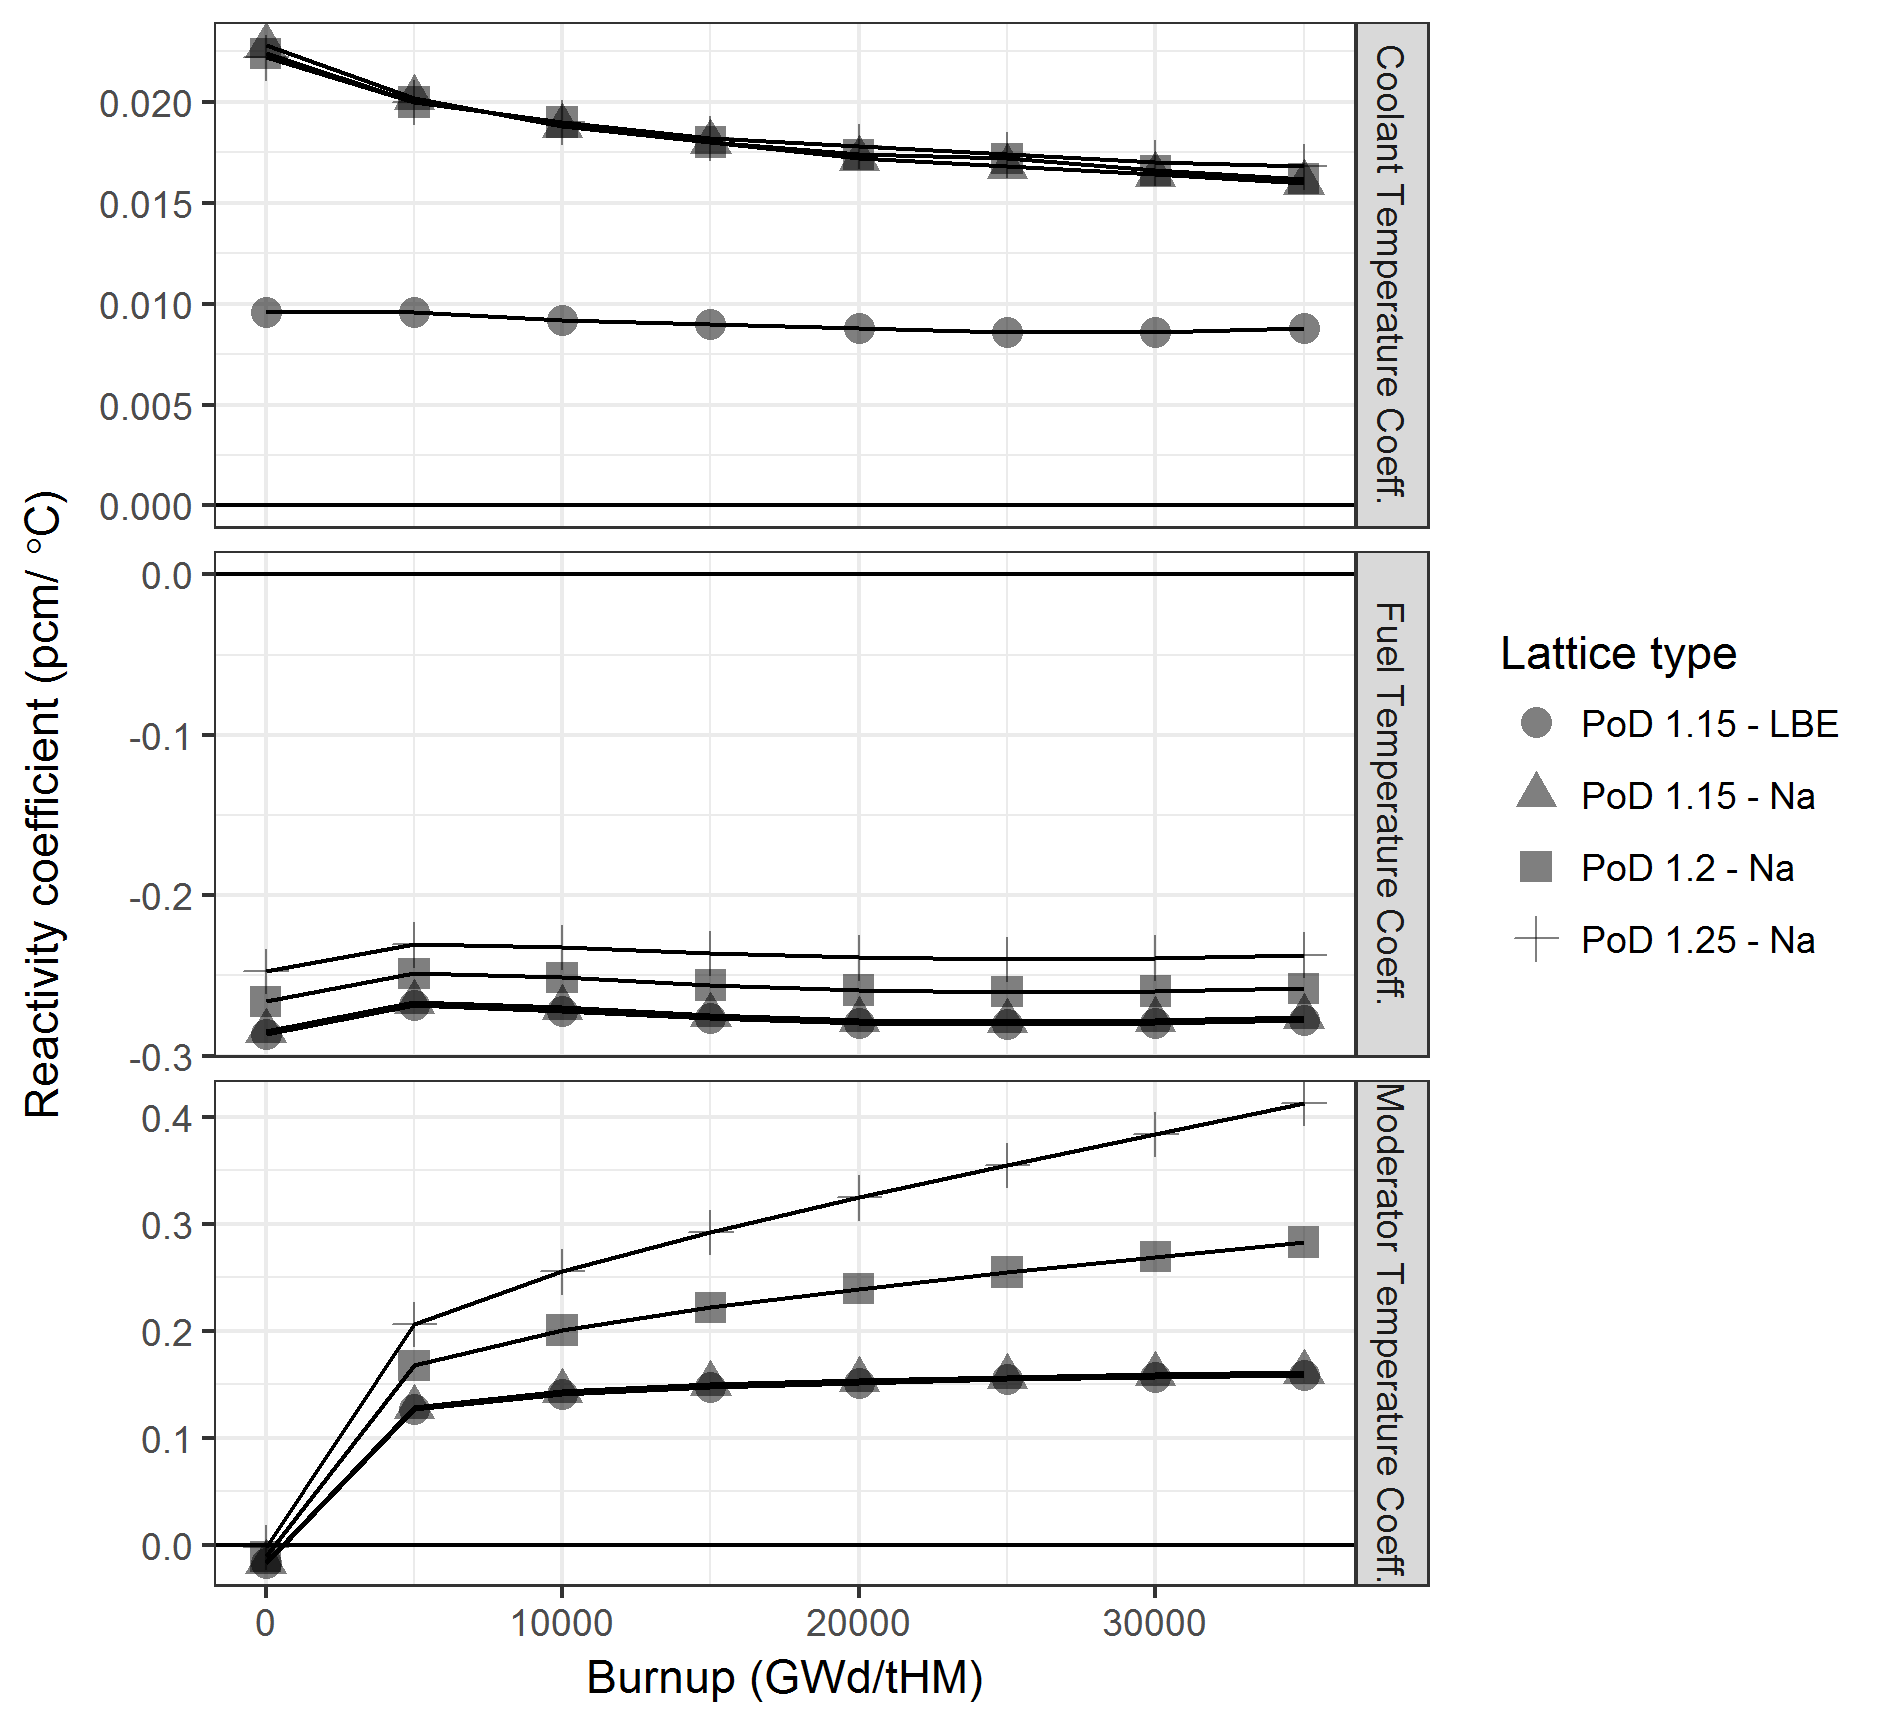 Reactivity coefficient (pcm/ °C)
0.020
0.015
0.010
0.005
0.000
Coolant Temperature Coeff.
0.0
-0.1
-0.2
-0.3
Fuel Temperature Coeff.
0.4
0.3
0.2
0.1
0.0
Moderator Temperature Coeff.
0 10000 20000 30000
Burnup (GWd/tHM)
Lattice type
PoD 1.15 - LBE
PoD 1.15 - Na
PoD 1.2 - Na
PoD 1.25 - Na